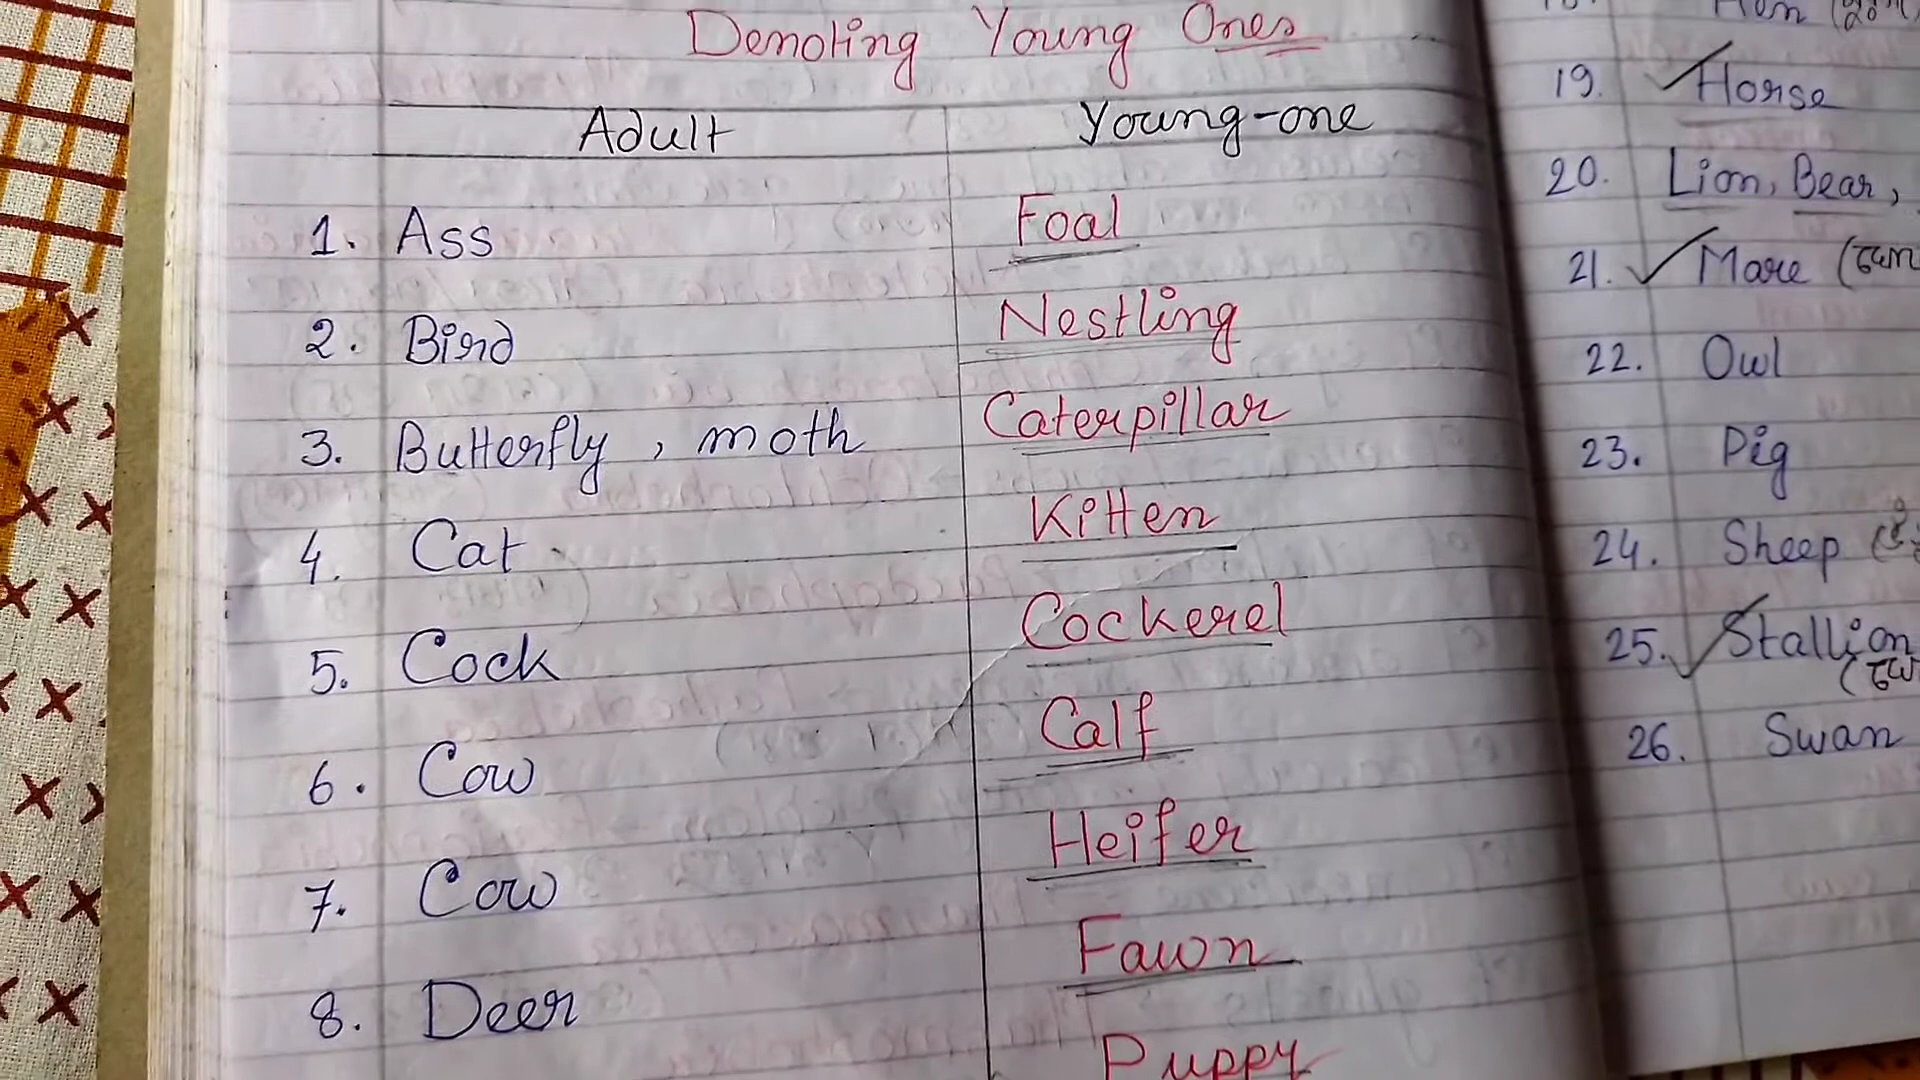 Denoting Young Ones
Adult Young-one
1. Ass Foal
2. Bird Nestling
3. Butterfly, moth Caterpillar
4. Cat Kitten
5. Cock Cockerel
6. Cow Calf
7. Cow Heifer
8. Deer Fawn
Puppy
19. Horse
20. Lion, Bear,
21. Mare
22. Owl
23. Pig
24. Sheep
25. Stallion
26. Swan